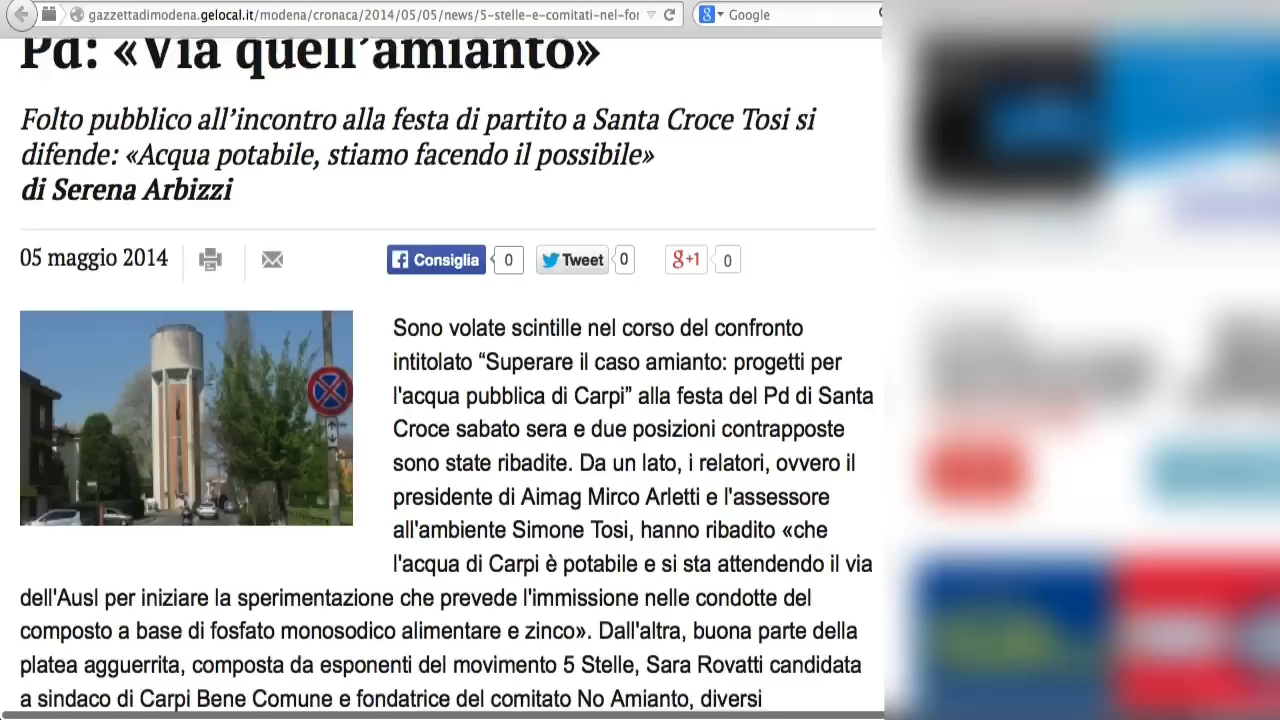 gazzettadimodena.gelocal.it/modena/cronaca/2014/05/05/news/5-stelle-e-comitati-nel-for
Google
Pd: «Via quell'amianto»
Folto pubblico all'incontro alla festa di partito a Santa Croce Tosi si
difende: «Acqua potabile, stiamo facendo il possibile»
di Serena Arbizzi
05 maggio 2014
Consiglia 0 Tweet 0 g+1 0
Sono volate scintille nel corso del confronto
intitolato “Superare il caso amianto: progetti per
l'acqua pubblica di Carpi” alla festa del Pd di Santa
Croce sabato sera e due posizioni contrapposte
sono state ribadite. Da un lato, i relatori, ovvero il
presidente di Aimag Mirco Arletti e l'assessore
all'ambiente Simone Tosi, hanno ribadito «che
l'acqua di Carpi è potabile e si sta attendendo il via
dell'Ausl per iniziare la sperimentazione che prevede l'immissione nelle condotte del
composto a base di fosfato monosodico alimentare e zinco». Dall'altra, buona parte della
platea agguerrita, composta da esponenti del movimento 5 Stelle, Sara Rovatti candidata
a sindaco di Carpi Bene Comune e fondatrice del comitato No Amianto, diversi